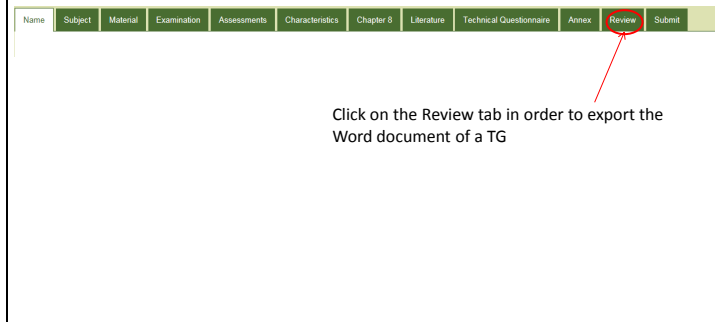 Name Subject Material Examination Assessments Characteristics Chapter 8 Literature Technical Questionnaire Annex Review Submit
Click on the Review tab in order to export the
Word document of a TG